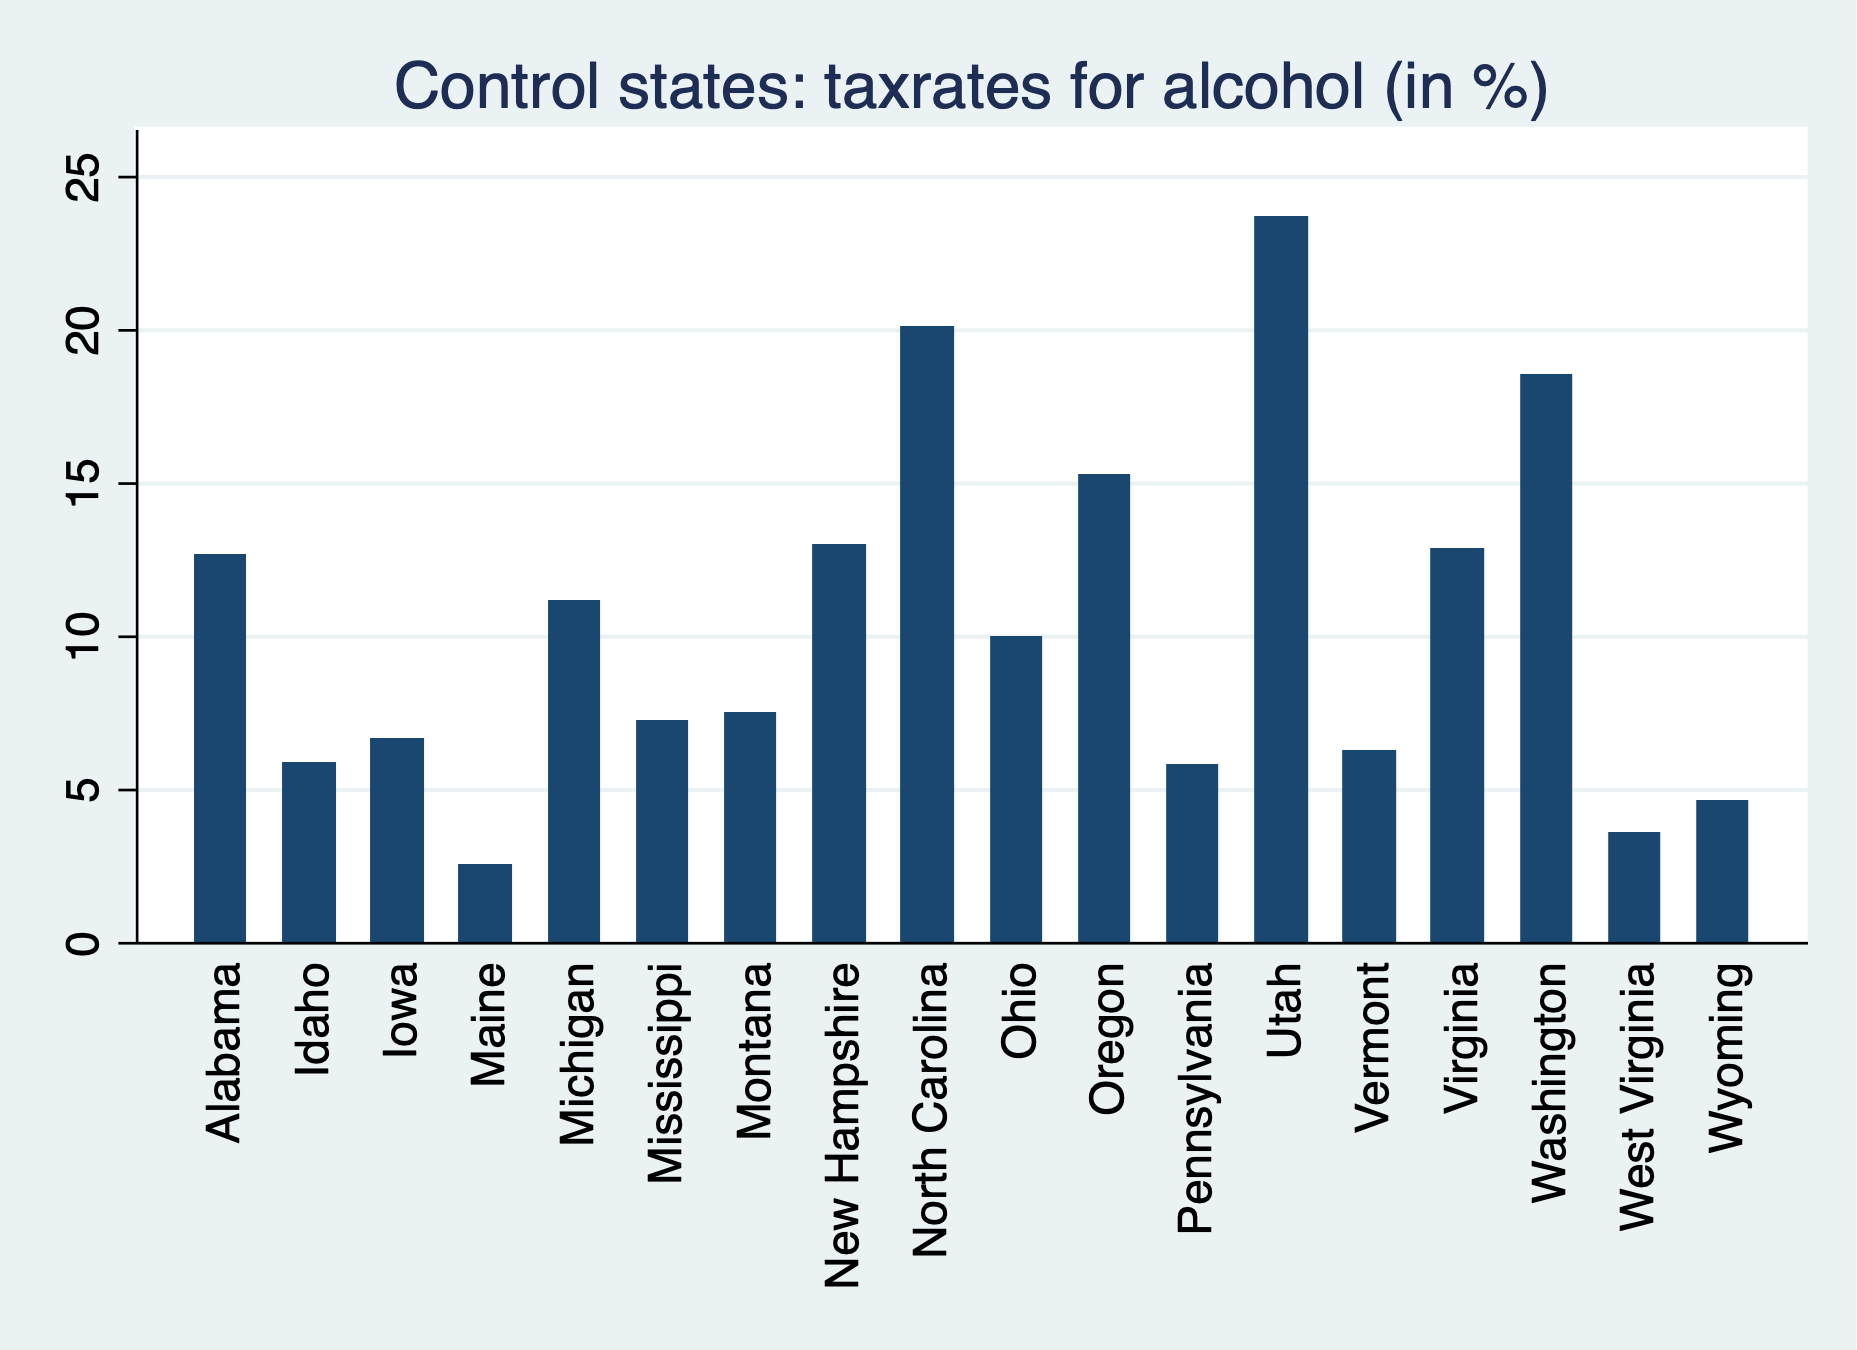 Control states: taxrates for alcohol (in %)
25
20
15
10
5
0
Alabama
Idaho
Iowa
Maine
Michigan
Mississippi
Montana
New Hampshire
North Carolina
Ohio
Oregon
Pennsylvania
Utah
Vermont
Virginia
Washington
West Virginia
Wyoming